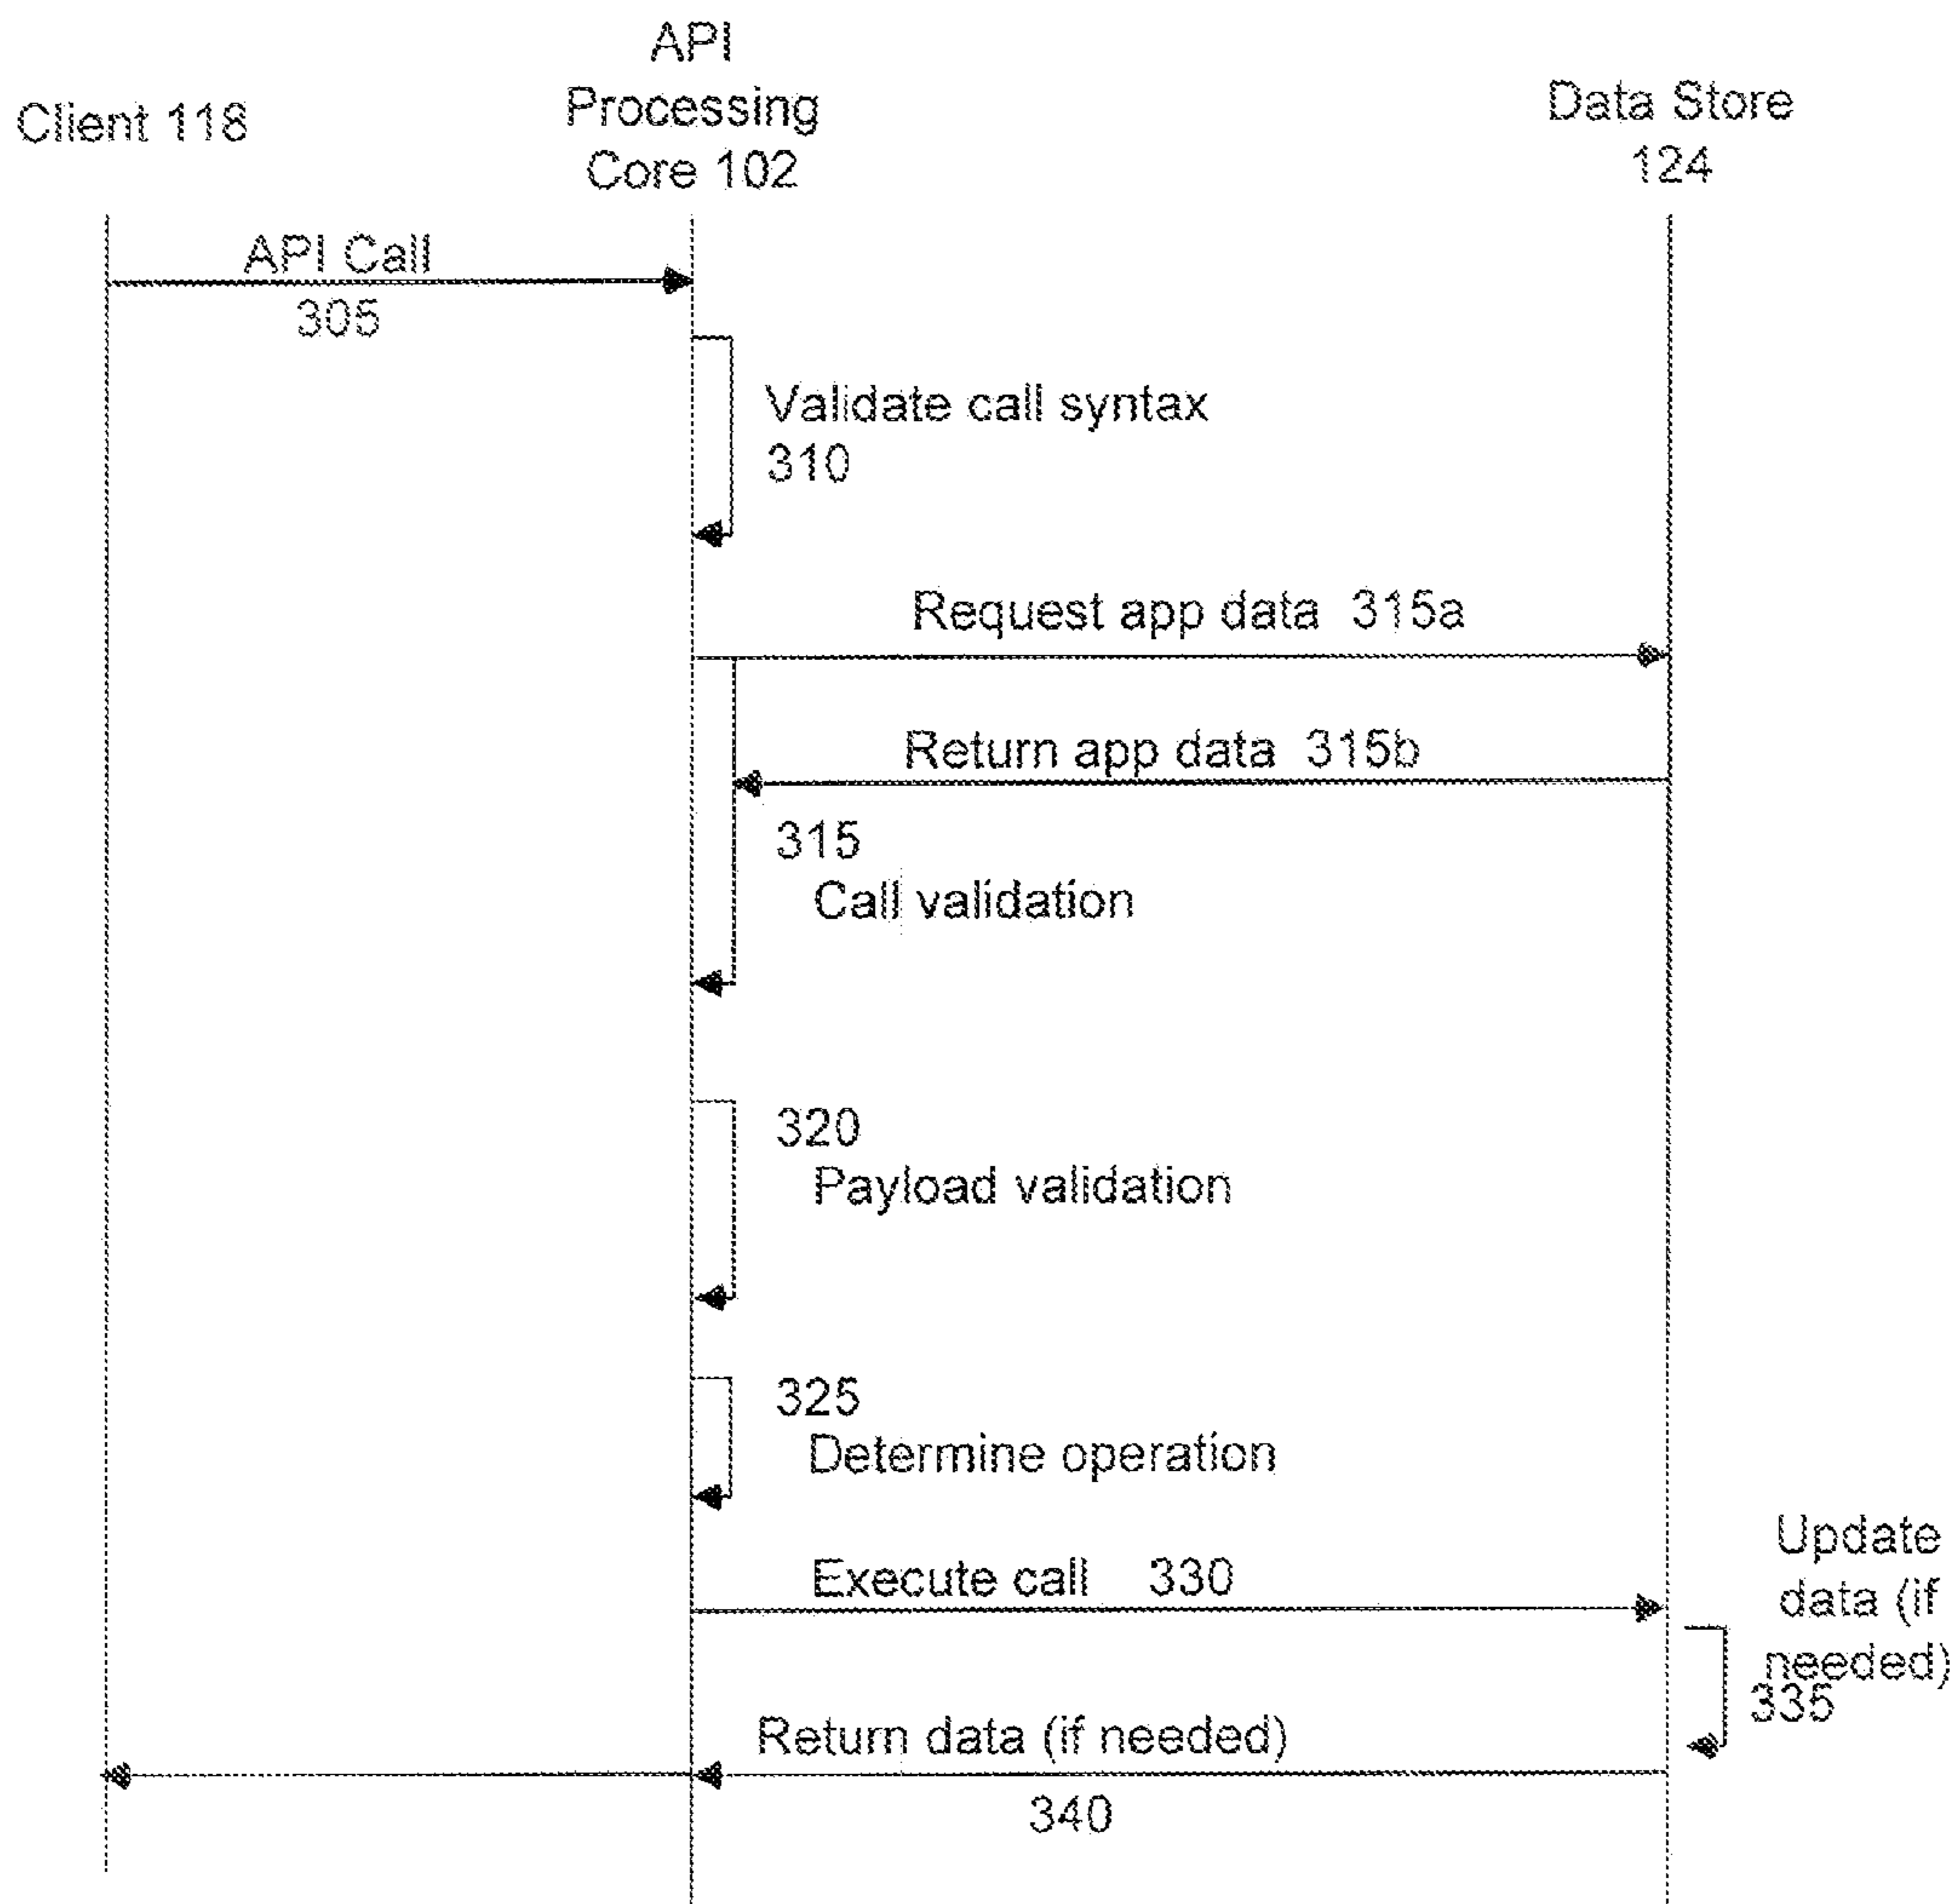 API
Processing
Core 102
Client 118
Data Store
124
API Call
305
Validate call syntax
310
Request app data 315a
Return app data 315b
315
Call validation
320
Payload validation
325
Determine operation
Execute call 330
Update
data (if
needed)
335
Return data (if needed)
340